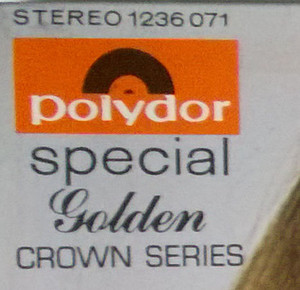 STEREO 1236 071
polydor
special
Golden
CROWN SERIES